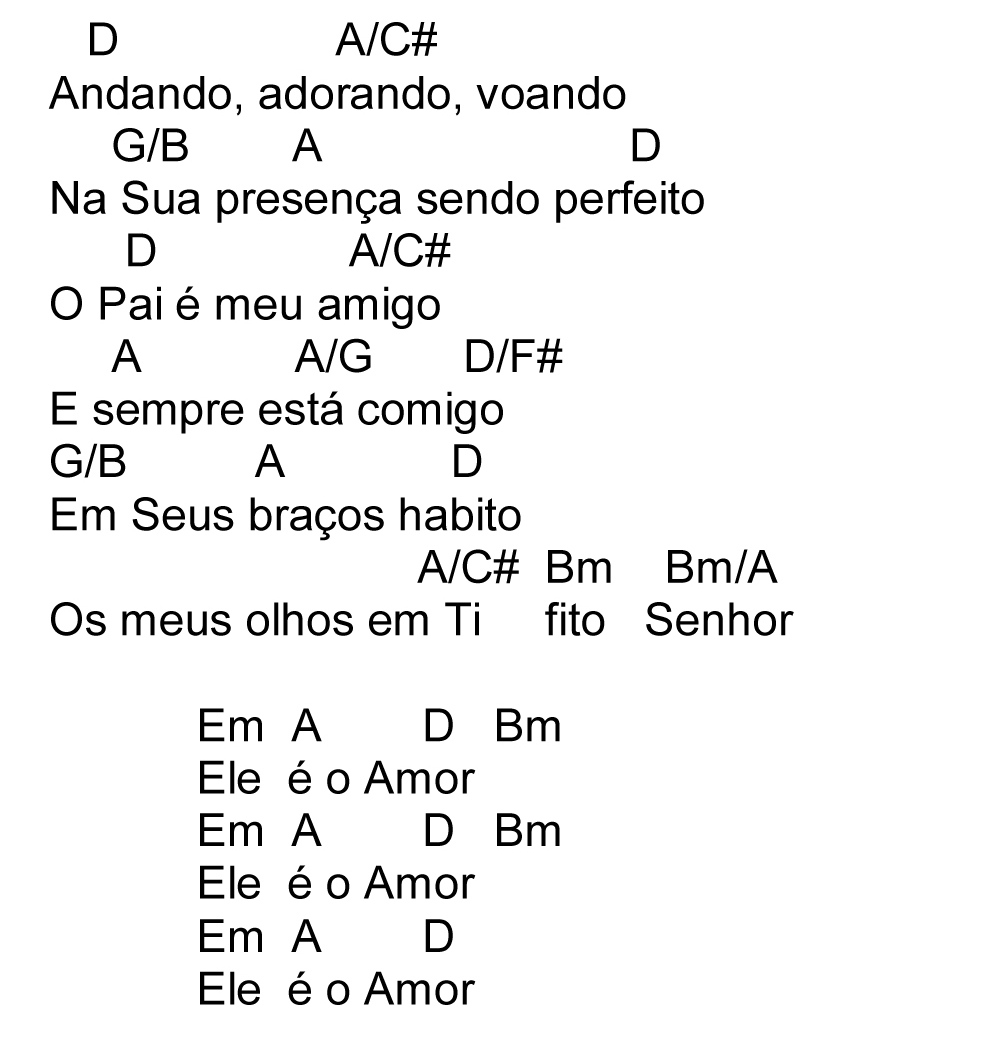 D A/C#
Andando, adorando, voando
G/B A D
Na Sua presença sendo perfeito
D A/C#
O Pai é meu amigo
A A/G D/F#
E sempre está comigo
G/B A D
Em Seus braços habito
A/C# Bm Bm/A
Os meus olhos em Ti fito Senhor
Em A D Bm
Ele é o Amor
Em A D Bm
Ele é o Amor
Em A D
Ele é o Amor